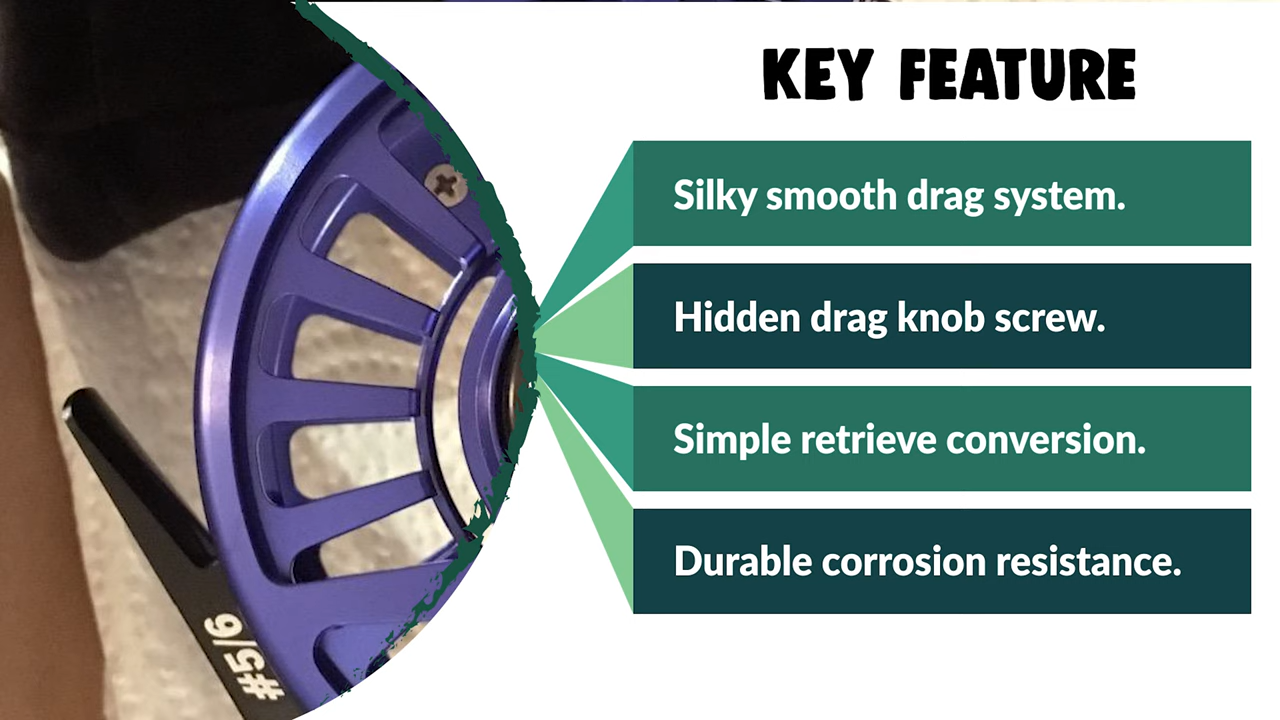 KEY FEATURE
Silky smooth drag system.
Hidden drag knob screw.
Simple retrieve conversion.
Durable corrosion resistance.
#5/6